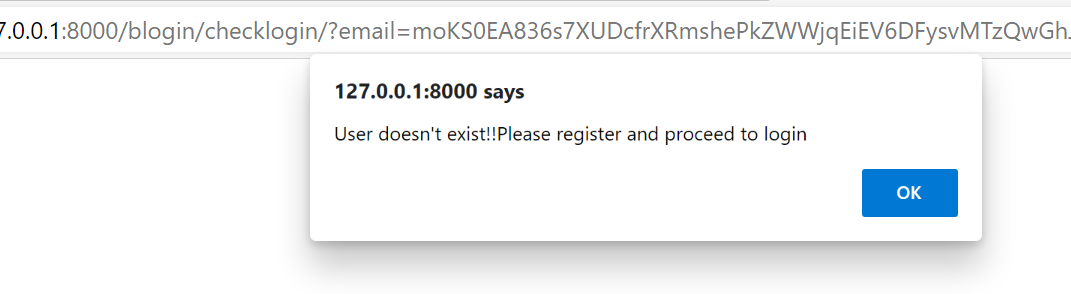 7.0.0.1:8000/blogin/checklogin/?email=moKS0EA836s7XUDcfrXRmshePkZWWjqEiEV6DFysvMTzQwGh.
127.0.0.1:8000 says
User doesn't exist!!Please register and proceed to login
OK